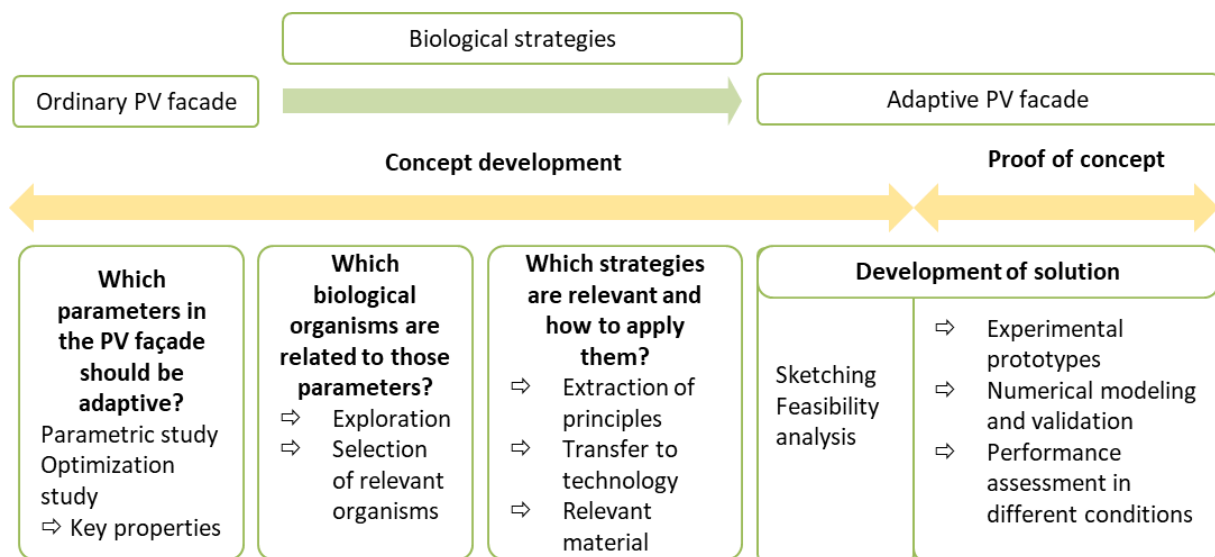 Biological strategies
Ordinary PV facade
Adaptive PV facade
Concept development
Proof of concept
Which
parameters in
the PV façade
should be
adaptive?
Parametric study
Optimization
study
⇨ Key properties
Which
biological
organisms are
related to those
parameters?
⇨ Exploration
⇨ Selection
of relevant
organisms
Which strategies
are relevant and
how to apply
them?
⇨ Extraction of
principles
⇨ Transfer to
technology
⇨ Relevant
material
Development of solution
Sketching
Feasibility
analysis
⇨ Experimental
prototypes
⇨ Numerical modeling
and validation
⇨ Performance
assessment in
different conditions